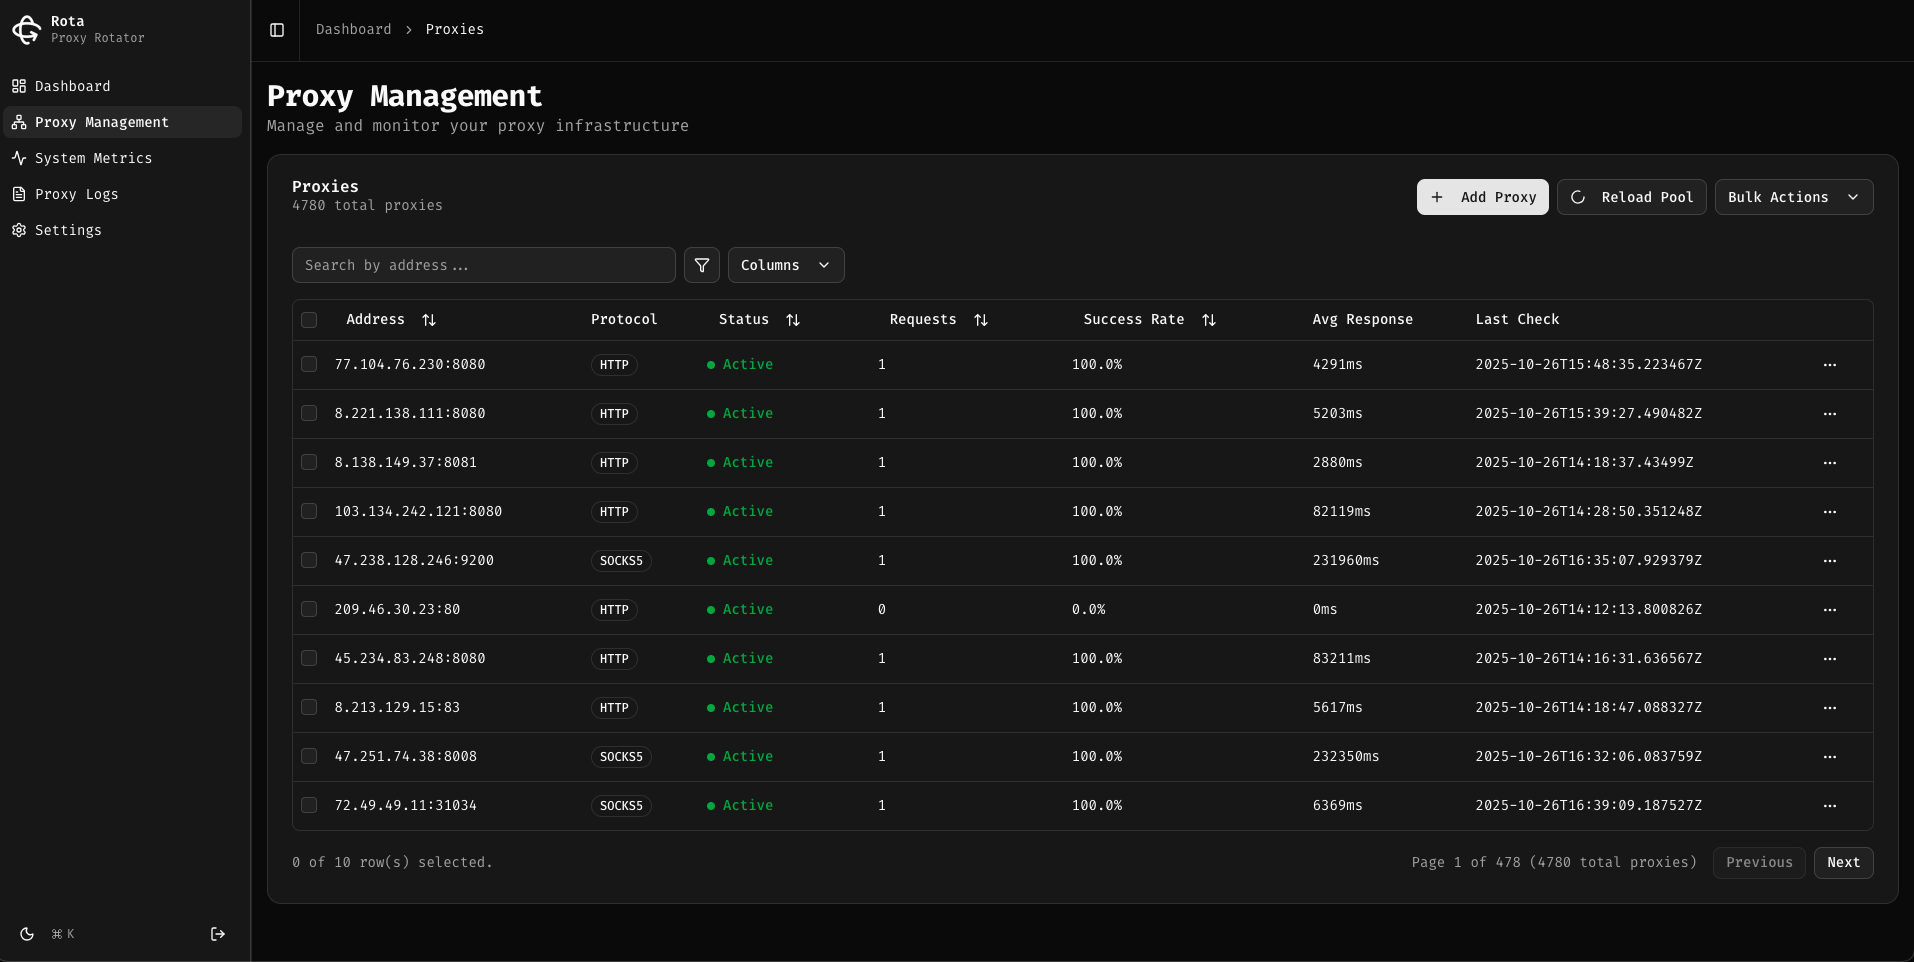 Rota
Proxy Rotator
Dashboard
Proxy Management
System Metrics
Proxy Logs
Settings
⌘ K
Dashboard > Proxies
Proxy Management
Manage and monitor your proxy infrastructure
Proxies
4780 total proxies
Add Proxy
Reload Pool
Bulk Actions
Search by address...
Columns
Address Protocol Status Requests Success Rate Avg Response Last Check
77.104.76.230:8080 HTTP Active 1 100.0% 4291ms 2025-10-26T15:48:35.223467Z
8.221.138.111:8080 HTTP Active 1 100.0% 5203ms 2025-10-26T15:39:27.490482Z
8.138.149.37:8081 HTTP Active 1 100.0% 2880ms 2025-10-26T14:18:37.43499Z
103.134.242.121:8080 HTTP Active 1 100.0% 82119ms 2025-10-26T14:28:50.351248Z
47.238.128.246:9200 SOCKS5 Active 1 100.0% 231960ms 2025-10-26T16:35:07.929379Z
209.46.30.23:80 HTTP Active 0 0.0% 0ms 2025-10-26T14:12:13.800826Z
45.234.83.248:8080 HTTP Active 1 100.0% 83211ms 2025-10-26T14:16:31.636567Z
8.213.129.15:83 HTTP Active 1 100.0% 5617ms 2025-10-26T14:18:47.088327Z
47.251.74.38:8008 SOCKS5 Active 1 100.0% 232350ms 2025-10-26T16:32:06.083759Z
72.49.49.11:31034 SOCKS5 Active 1 100.0% 6369ms 2025-10-26T16:39:09.187527Z
0 of 10 row(s) selected.
Page 1 of 478 (4780 total proxies)
Previous
Next